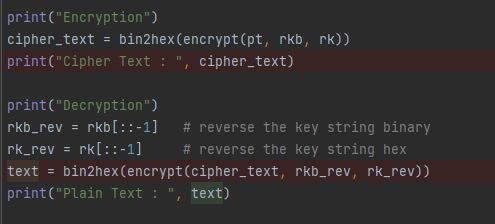 print("Encryption")
cipher_text = bin2hex(encrypt(pt, rkb, rk))
print("Cipher Text : ", cipher_text)
print("Decryption")
rkb_rev = rkb[::-1]   # reverse the key string binary
rk_rev = rk[::-1]     # reverse the key string hex
text = bin2hex(encrypt(cipher_text, rkb_rev, rk_rev))
print("Plain Text : ", text)